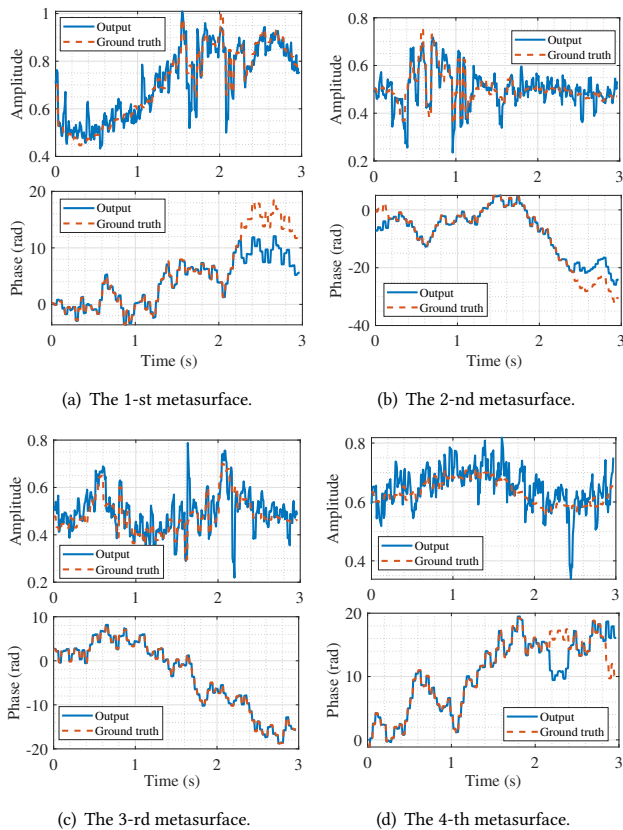 1
0.8
0.6
0.4
Amplitude
Output
Ground truth
0 1 2 3
20
10
0
Phase (rad)
Output
Ground truth
0 1 2 3
Time (s)
(a) The 1-st metasurface.
0.8
0.6
0.4
0.2
Amplitude
Output
Ground truth
0 1 2 3
0
-20
-40
Phase (rad)
Output
Ground truth
0 1 2 3
Time (s)
(b) The 2-nd metasurface.
0.8
0.6
0.4
0.2
Amplitude
Output
Ground truth
0 1 2 3
10
0
-10
-20
Phase (rad)
Output
Ground truth
0 1 2 3
Time (s)
(c) The 3-rd metasurface.
0.8
0.6
0.4
Amplitude
Output
Ground truth
0 1 2 3
20
10
0
Phase (rad)
Output
Ground truth
0 1 2 3
Time (s)
(d) The 4-th metasurface.